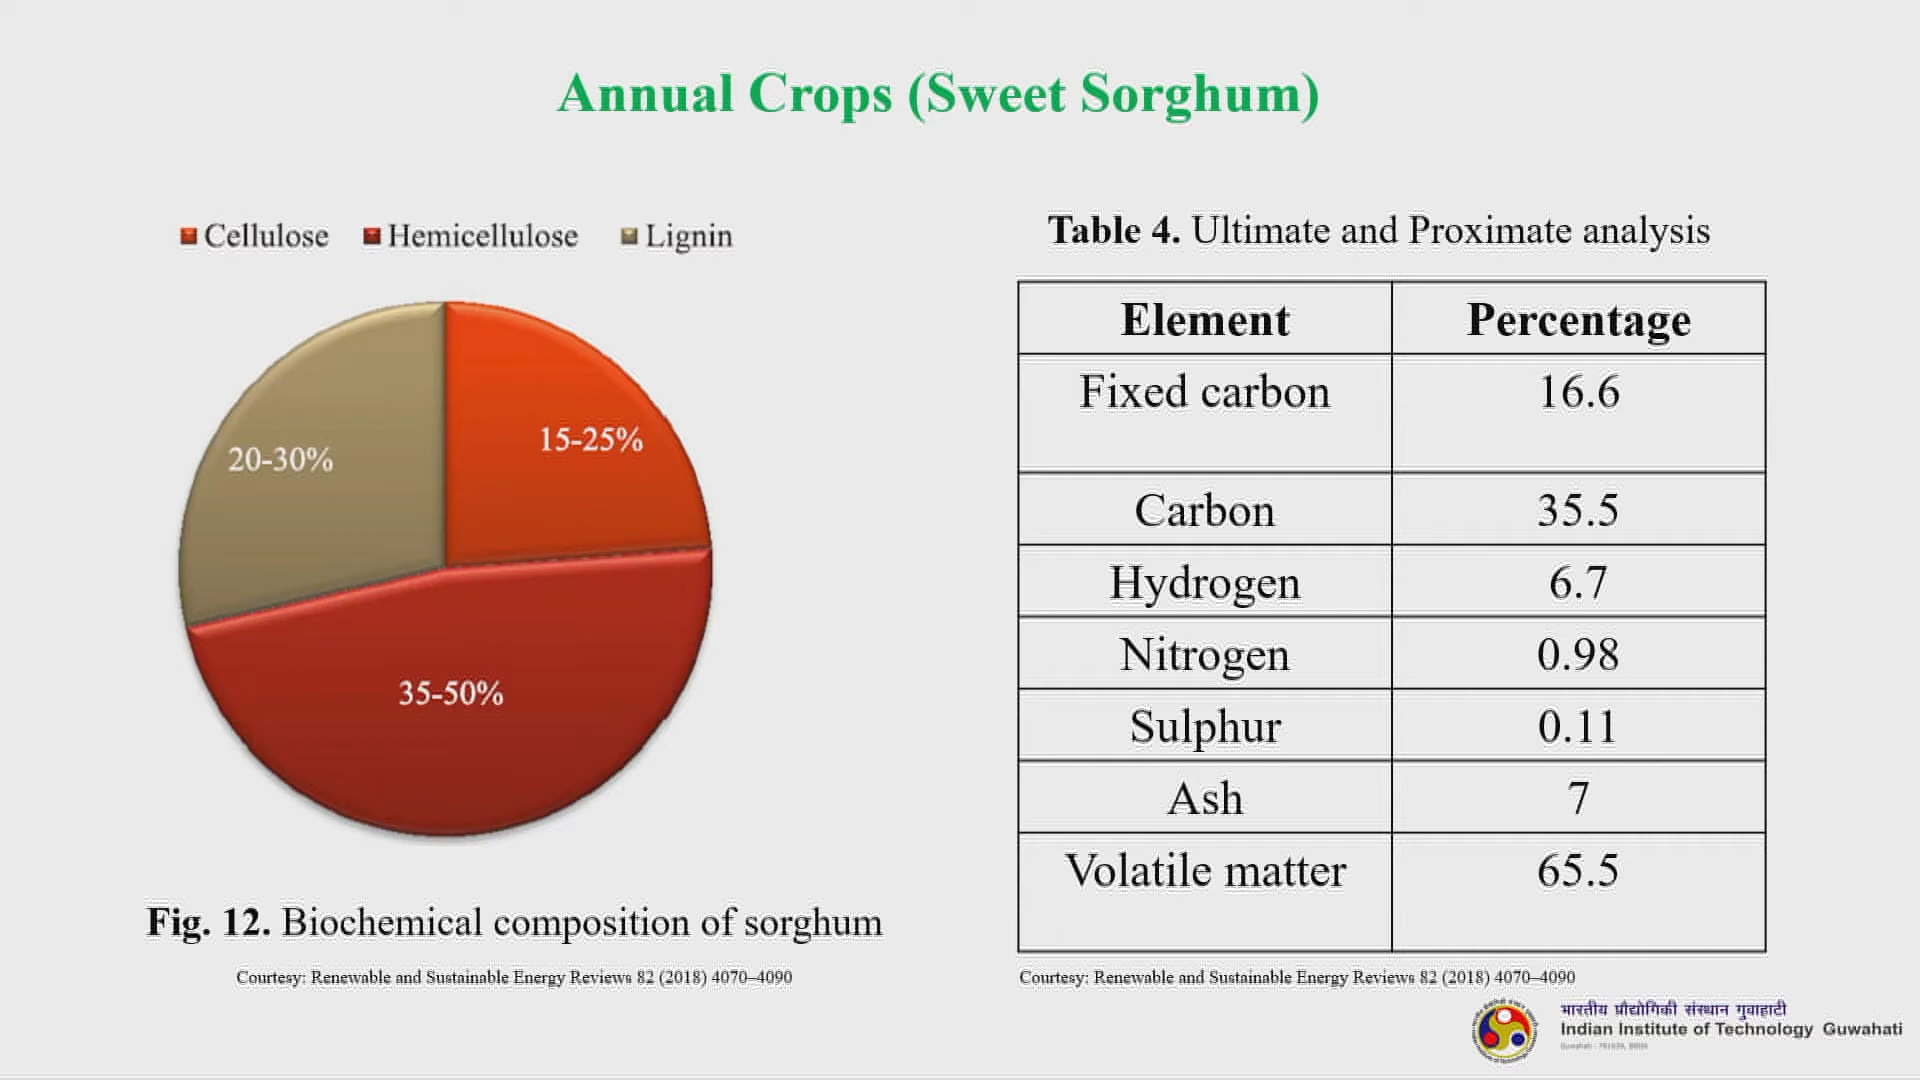 Annual Crops (Sweet Sorghum)
Cellulose Hemicellulose Lignin
20-30%
15-25%
35-50%
Fig. 12. Biochemical composition of sorghum
Courtesy: Renewable and Sustainable Energy Reviews 82 (2018) 4070–4090
Table 4. Ultimate and Proximate analysis
Element Percentage
Fixed carbon 16.6
Carbon 35.5
Hydrogen 6.7
Nitrogen 0.98
Sulphur 0.11
Ash 7
Volatile matter 65.5
Courtesy: Renewable and Sustainable Energy Reviews 82 (2018) 4070–4090
भारतीय प्रौद्योगिकी संस्थान गुवाहाटी
Indian Institute of Technology Guwahati